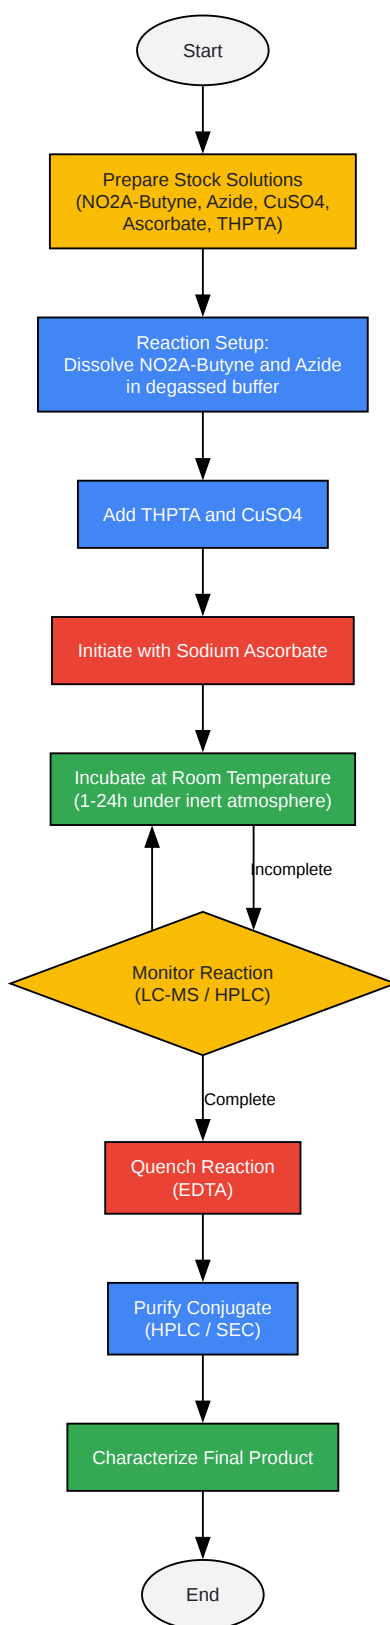 Start
Prepare Stock Solutions
(NO2A-Butyne, Azide, CuSO4,
Ascorbate, THPTA)
Reaction Setup:
Dissolve NO2A-Butyne and Azide
in degassed buffer
Add THPTA and CuSO4
Initiate with Sodium Ascorbate
Incubate at Room Temperature
(1-24h under inert atmosphere)
Incomplete
Monitor Reaction
(LC-MS / HPLC)
Complete
Quench Reaction
(EDTA)
Purify Conjugate
(HPLC / SEC)
Characterize Final Product
End